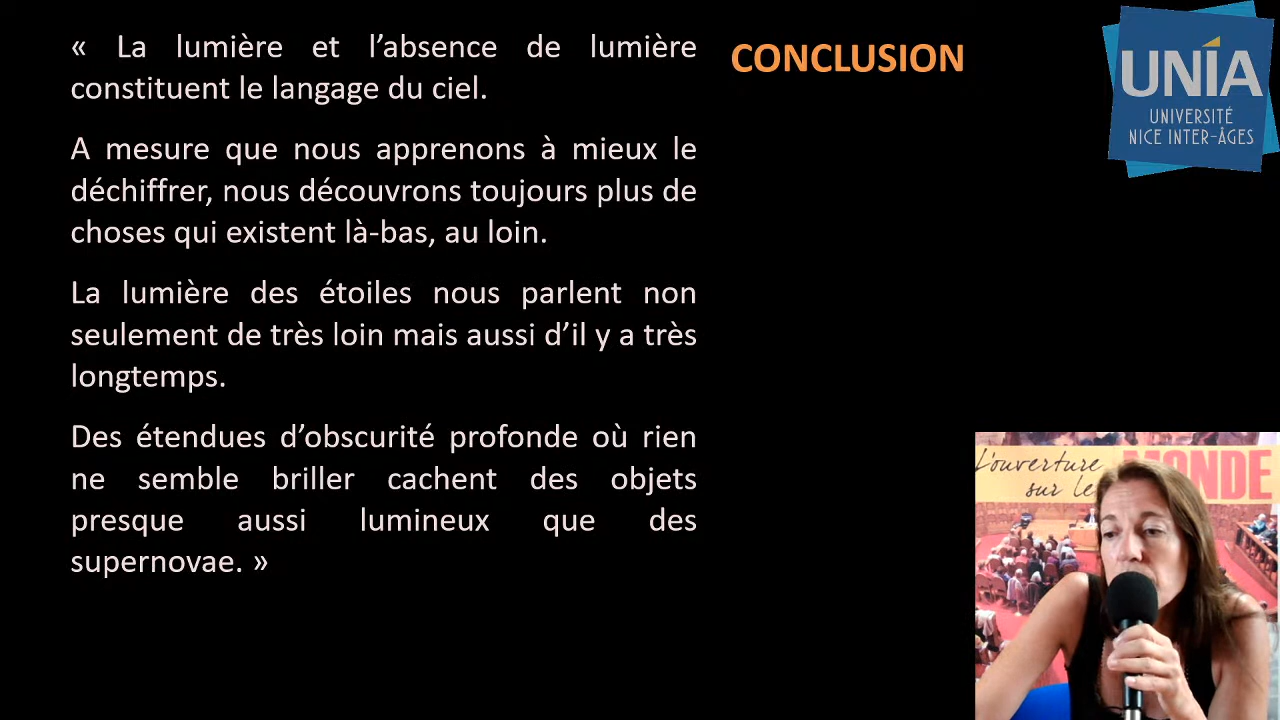 « La lumière et l’absence de lumière
constituent le langage du ciel.
A mesure que nous apprenons à mieux le
déchiffrer, nous découvrons toujours plus de
choses qui existent là-bas, au loin.
La lumière des étoiles nous parlent non
seulement de très loin mais aussi d’il y a très
longtemps.
Des étendues d’obscurité profonde où rien
ne semble briller cachent des objets
presque aussi lumineux que des
supernovae. »
CONCLUSION
UNIA
UNIVERSITÉ
NICE INTER-ÂGES
L'ouverture
sur le
MONDE